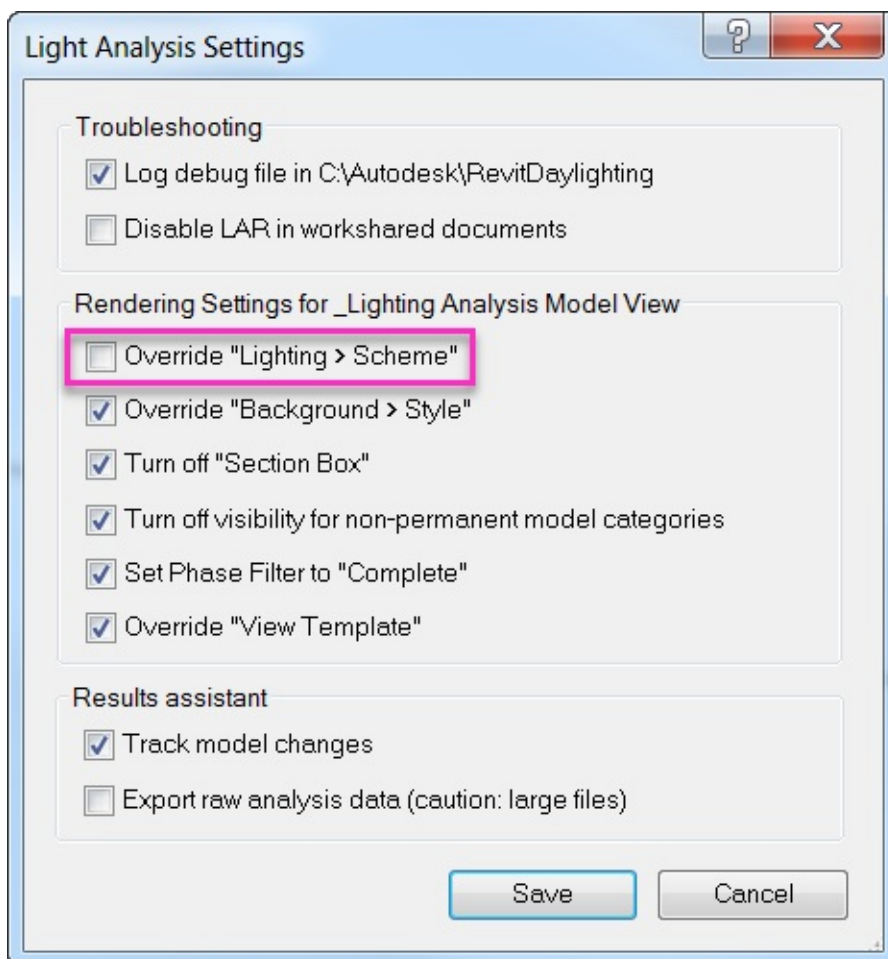 Light Analysis Settings
Troubleshooting
Log debug file in C:\Autodesk\RevitDaylighting
Disable LAR in workshared documents
Rendering Settings for _Lighting Analysis Model View
Override "Lighting > Scheme"
Override "Background > Style"
Turn off "Section Box"
Turn off visibility for non-permanent model categories
Set Phase Filter to "Complete"
Override "View Template"
Results assistant
Track model changes
Export raw analysis data (caution: large files)
Save Cancel